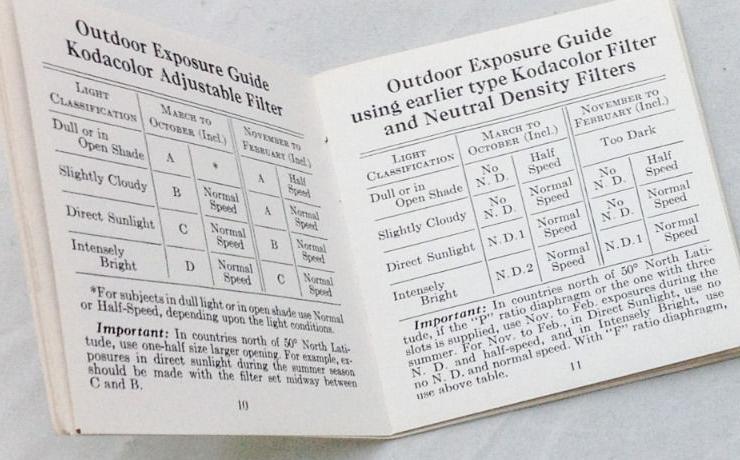 Outdoor Exposure Guide
Kodacolor Adjustable Filter
LIGHT CLASSIFICATION MARCH TO OCTOBER (Incl.) NOVEMBER TO FEBRUARY (Incl.)
Dull or in Open Shade A * A Half Speed
Slightly Cloudy B Normal Speed A Normal Speed
Direct Sunlight C Normal Speed B Normal Speed
Intensely Bright D Normal Speed C Normal Speed
*For subjects in dull light or in open shade use Normal
or Half-Speed, depending upon the light conditions.
Important: In countries north of 50° North Lati-
tude, use one-half size larger opening. For example, ex-
posures in direct sunlight during the summer season
should be made with the filter set midway between
C and B.
10
Outdoor Exposure Guide
using earlier type Kodacolor Filter
and Neutral Density Filters
LIGHT CLASSIFICATION MARCH TO OCTOBER (Incl.) NOVEMBER TO FEBRUARY (Incl.)
Dull or in Open Shade No N. D. Half Speed Too Dark
Slightly Cloudy No N. D. Normal Speed No N. D. Half Speed
Direct Sunlight N.D.1 Normal Speed No N. D. Normal Speed
Intensely Bright N.D.2 Normal Speed N.D.1 Normal Speed
Important: In countries north of 50° North Lati-
tude, if the "P" ratio diaphragm or the one with three
slots is supplied, use Nov. to Feb. exposures during the
summer. For Nov. to Feb., in Direct Sunlight, use no
N. D. and half-speed, and in Intensely Bright, use
no N. D. and normal speed. With "F" ratio diaphragm,
use above table.
11